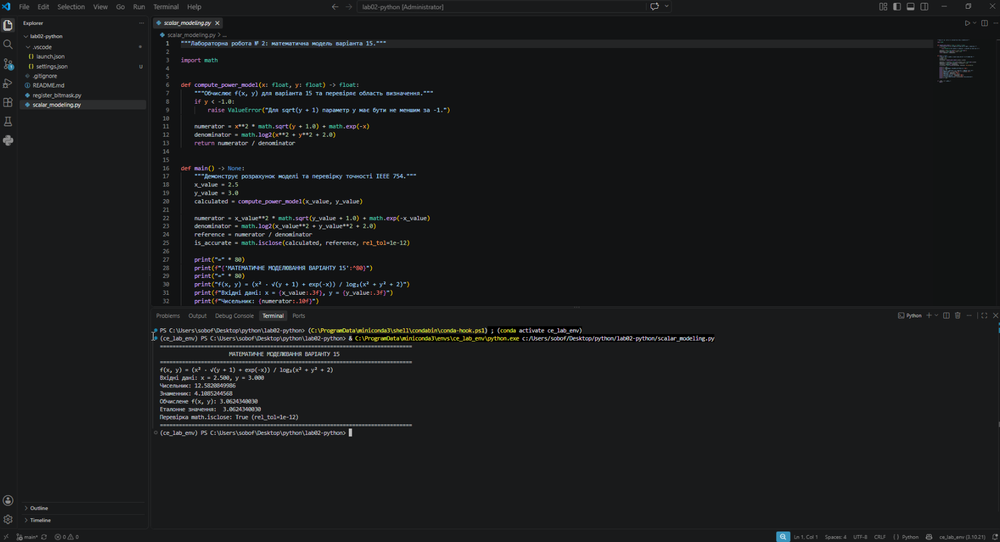 File Edit Selection View Go Run Terminal Help
lab02-python [Administrator]
Explorer
lab02-python
.vscode
launch.json
settings.json U
.gitignore
README.md
register_bitmask.py
scalar_modeling.py
Outline
Timeline
scalar_modeling.py
scalar_modeling.py > ...
1 """Лабораторна робота № 2: математична модель варіанта 15."""
2
3 import math
4
5
6 def compute_power_model(x: float, y: float) -> float:
7 """Обчислює f(x, y) для варіанта 15 та перевіряє область визначення."""
8 if y < -1.0:
9 raise ValueError("Для sqrt(y + 1) параметр y має бути не меншим за -1.")
10
11 numerator = x**2 * math.sqrt(y + 1.0) + math.exp(-x)
12 denominator = math.log2(x**2 + y**2 + 2.0)
13 return numerator / denominator
14
15
16 def main() -> None:
17 """Демонструє розрахунок моделі та перевірку точності IEEE 754."""
18 x_value = 2.5
19 y_value = 3.0
20 calculated = compute_power_model(x_value, y_value)
21
22 numerator = x_value**2 * math.sqrt(y_value + 1.0) + math.exp(-x_value)
23 denominator = math.log2(x_value**2 + y_value**2 + 2.0)
24 reference = numerator / denominator
25 is_accurate = math.isclose(calculated, reference, rel_tol=1e-12)
26
27 print("=" * 80)
28 print(f"{'МАТЕМАТИЧНЕ МОДЕЛЮВАННЯ ВАРІАНТУ 15':^80}")
29 print("=" * 80)
30 print("f(x, y) = (x² · √(y + 1) + exp(-x)) / log₂(x² + y² + 2)")
31 print(f"Вхідні дані: x = {x_value:.3f}, y = {y_value:.3f}")
32 print(f"Чисельник: {numerator:.10f}")
Problems Output Debug Console Terminal Ports
Python
PS C:\Users\sobof\Desktop\python\lab02-python> (C:\ProgramData\miniconda3\shell\condabin\conda-hook.ps1) ; (conda activate ce_lab_env)
(ce_lab_env) PS C:\Users\sobof\Desktop\python\lab02-python> & C:\ProgramData\miniconda3\envs\ce_lab_env\python.exe c:/Users/sobof/Desktop/python/lab02-python/scalar_modeling.py
================================================================================
МАТЕМАТИЧНЕ МОДЕЛЮВАННЯ ВАРІАНТУ 15
================================================================================
f(x, y) = (x² · √(y + 1) + exp(-x)) / log₂(x² + y² + 2)
Вхідні дані: x = 2.500, y = 3.000
Чисельник: 12.5820849986
Знаменник: 4.1085244568
Обчислене f(x, y): 3.0624340030
Еталонне значення:  3.0624340030
Перевірка math.isclose: True (rel_tol=1e-12)
================================================================================
(ce_lab_env) PS C:\Users\sobof\Desktop\python\lab02-python>
main* 0 0
Ln 1, Col 1 Spaces: 4 UTF-8 CRLF { } Python ce_lab_env (3.10.21)